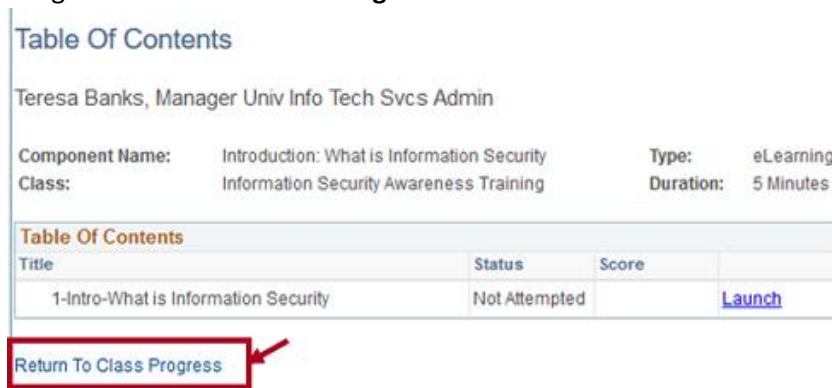 Table Of Contents
Teresa Banks, Manager Univ Info Tech Svcs Admin
Component Name: Introduction: What is Information Security Type: eLearning
Class: Information Security Awareness Training Duration: 5 Minutes
Table Of Contents
Title Status Score
1-Intro-What is Information Security Not Attempted Launch
Return To Class Progress